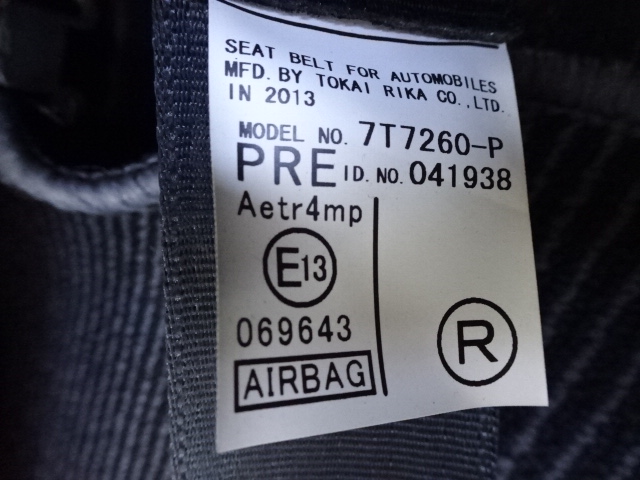 SEAT BELT FOR AUTOMOBILES
MFD. BY TOKAI RIKA CO.,LTD.
IN 2013
MODEL NO. 7T7260-P
PRE ID. NO. 041938
Aetr4mp
E13
069643
AIRBAG
R